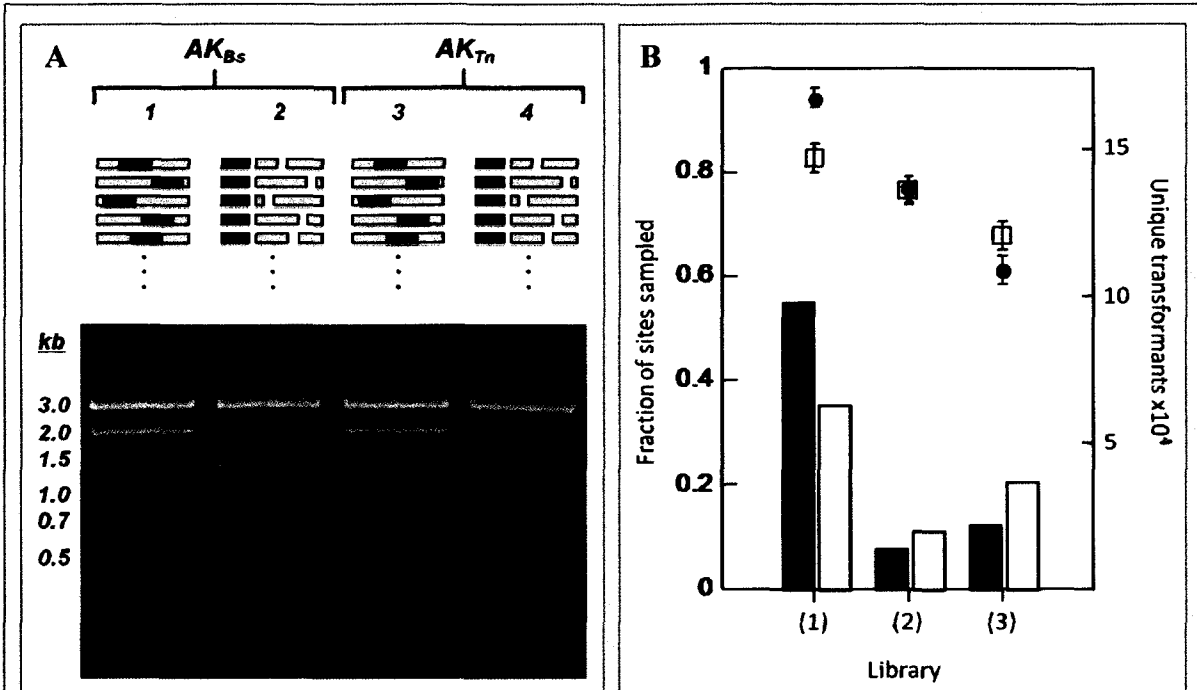 A
AK_Bs AK_Tn
1 2 3 4
kb
3.0
2.0
1.5
1.0
0.7
0.5
B
Fraction of sites sampled
1
0.8
0.6
0.4
0.2
0
15
10
5
Unique transformants x10⁴
(1) (2) (3)
Library